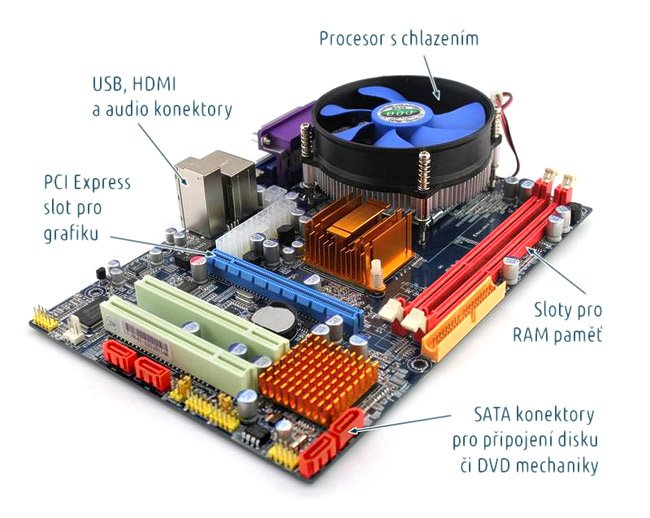 Procesor s chlazením
USB, HDMI
a audio konektory
PCI Express
slot pro
grafiku
Sloty pro
RAM paměť
SATA konektory
pro připojení disku
či DVD mechaniky